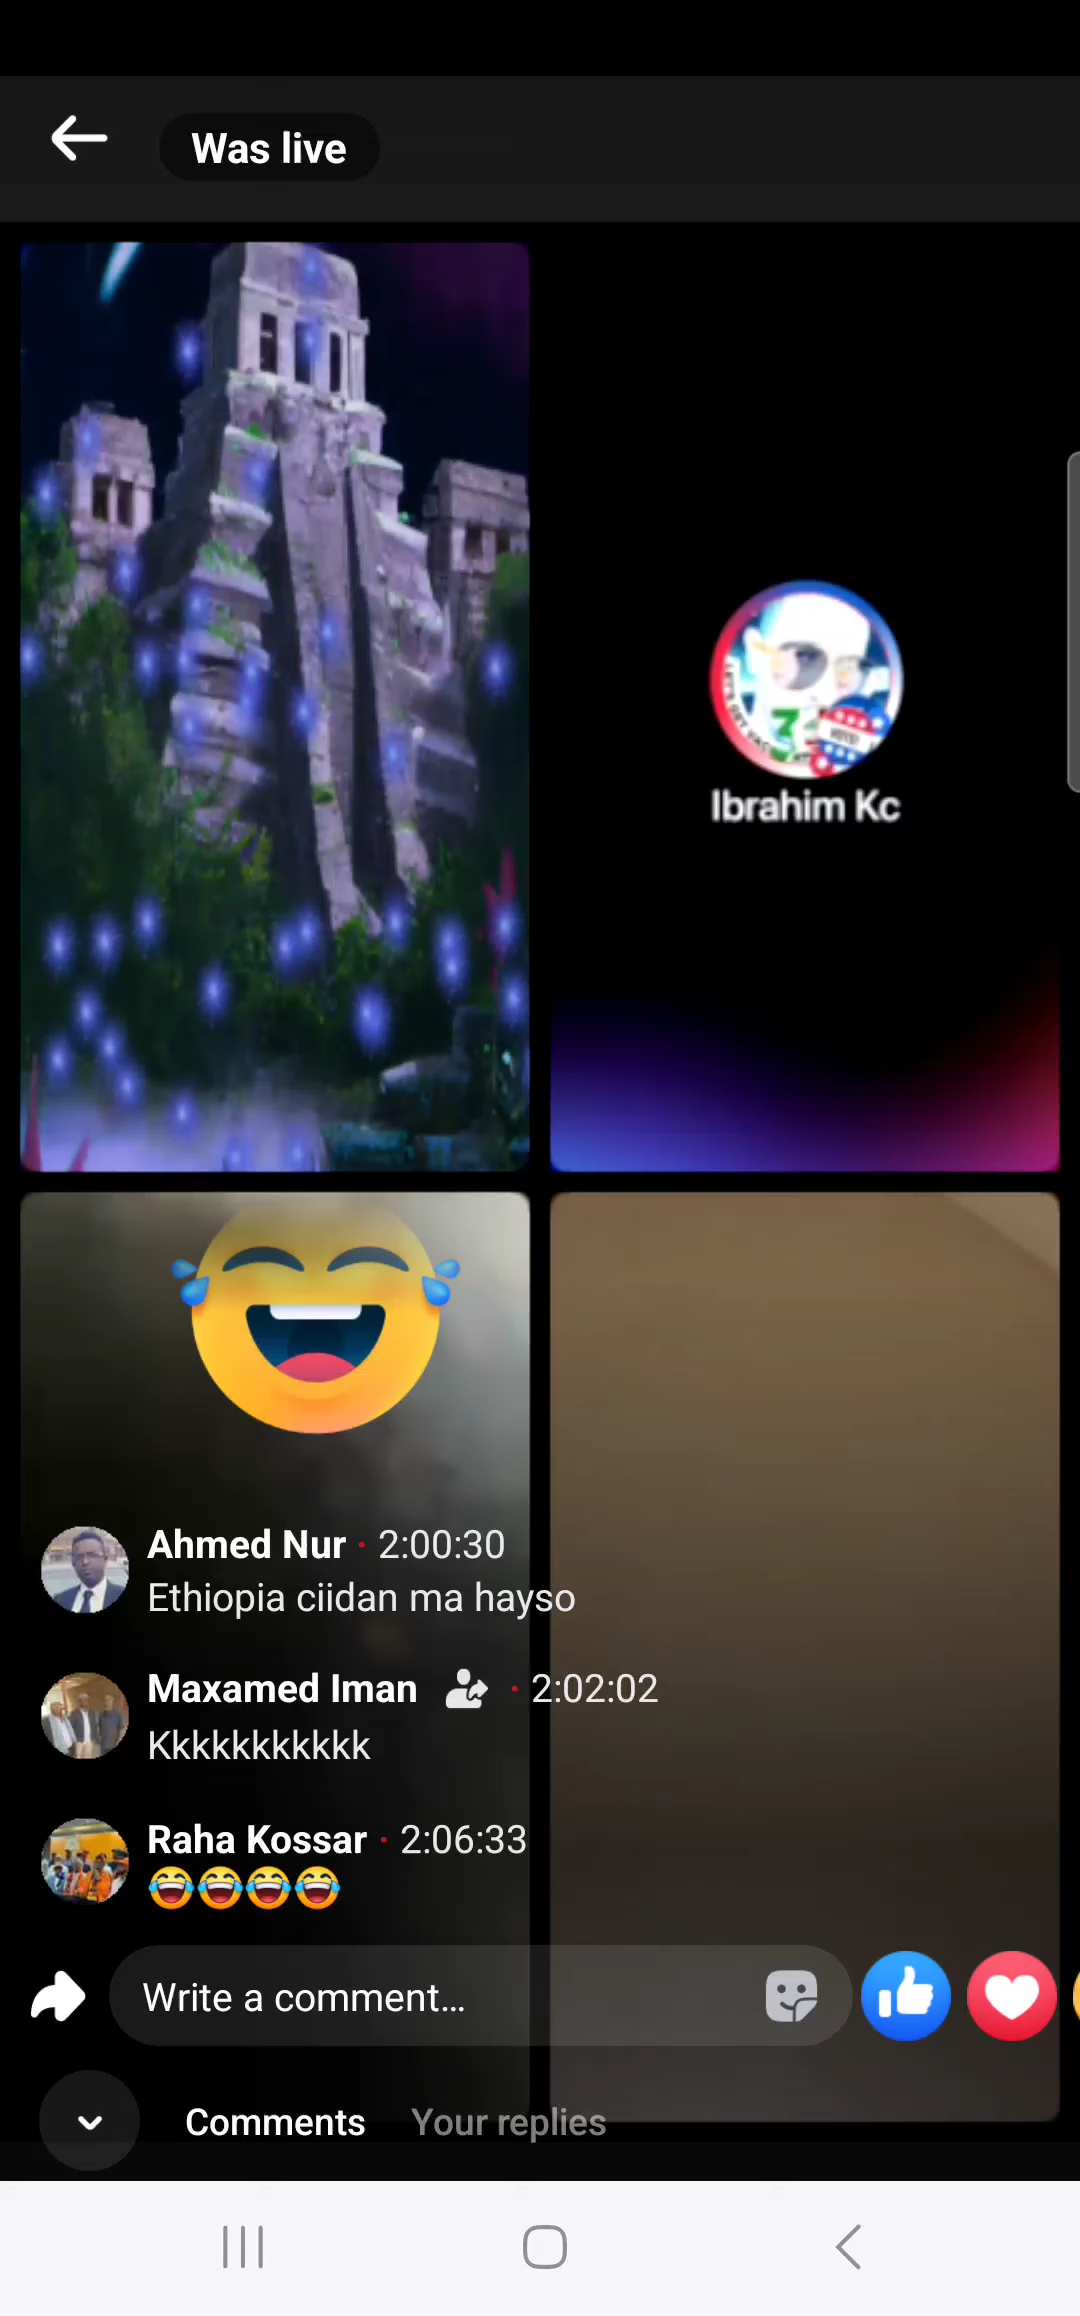 Was live
VOTE!
Ibrahim Kc
Ahmed Nur · 2:00:30
Ethiopia ciidan ma hayso
Maxamed Iman · 2:02:02
Kkkkkkkkkkk
Raha Kossar · 2:06:33
😂😂😂😂
Write a comment...
Comments Your replies